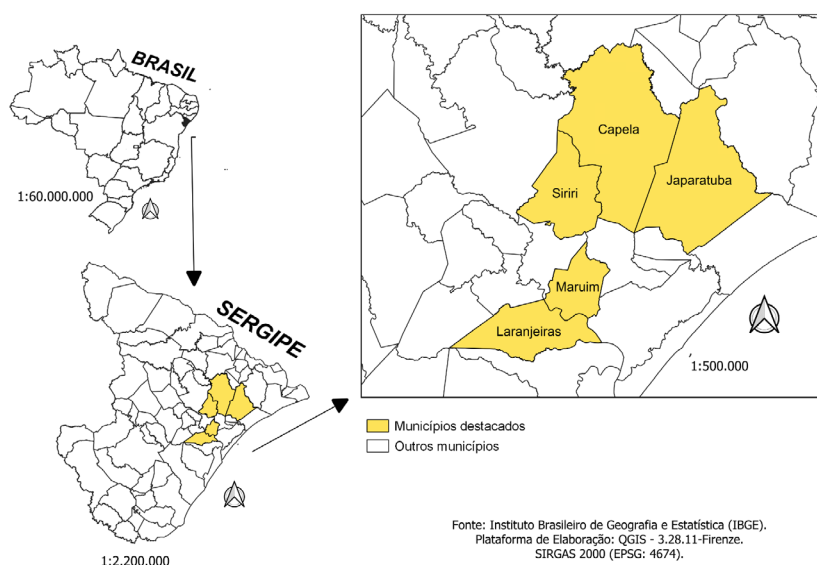 BRASIL
1:60.000.000
SERGIPE
1:2.200.000
Capela
Siriri
Japaratuba
Maruim
Laranjeiras
1:500.000
Municípios destacados
Outros municípios
Fonte: Instituto Brasileiro de Geografia e Estatística (IBGE).
Plataforma de Elaboração: QGIS - 3.28.11-Firenze.
SIRGAS 2000 (EPSG: 4674).